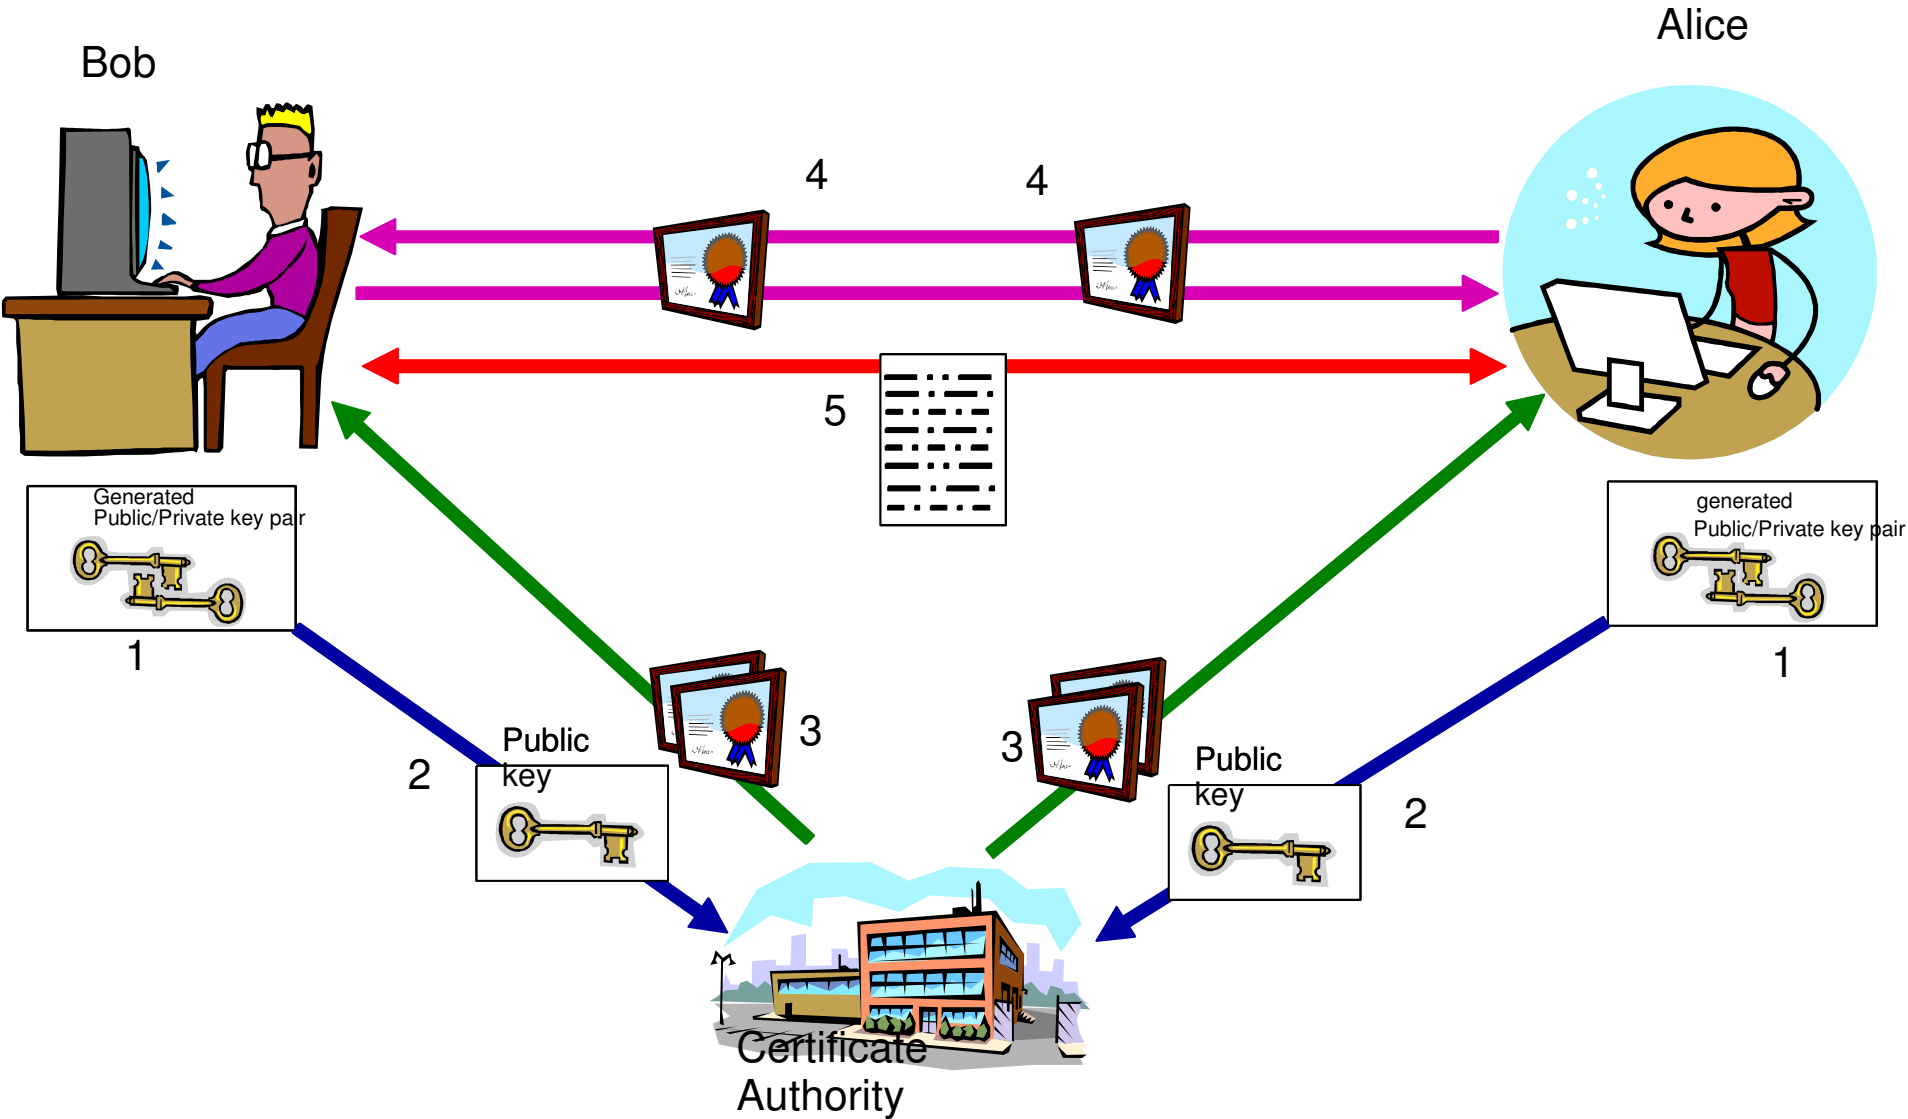 Alice
Bob
4
4
5
Generated
Public/Private key pair
generated
Public/Private key pair
1
1
3
3
Public
key
2
Public
key
2
Certificate
Authority